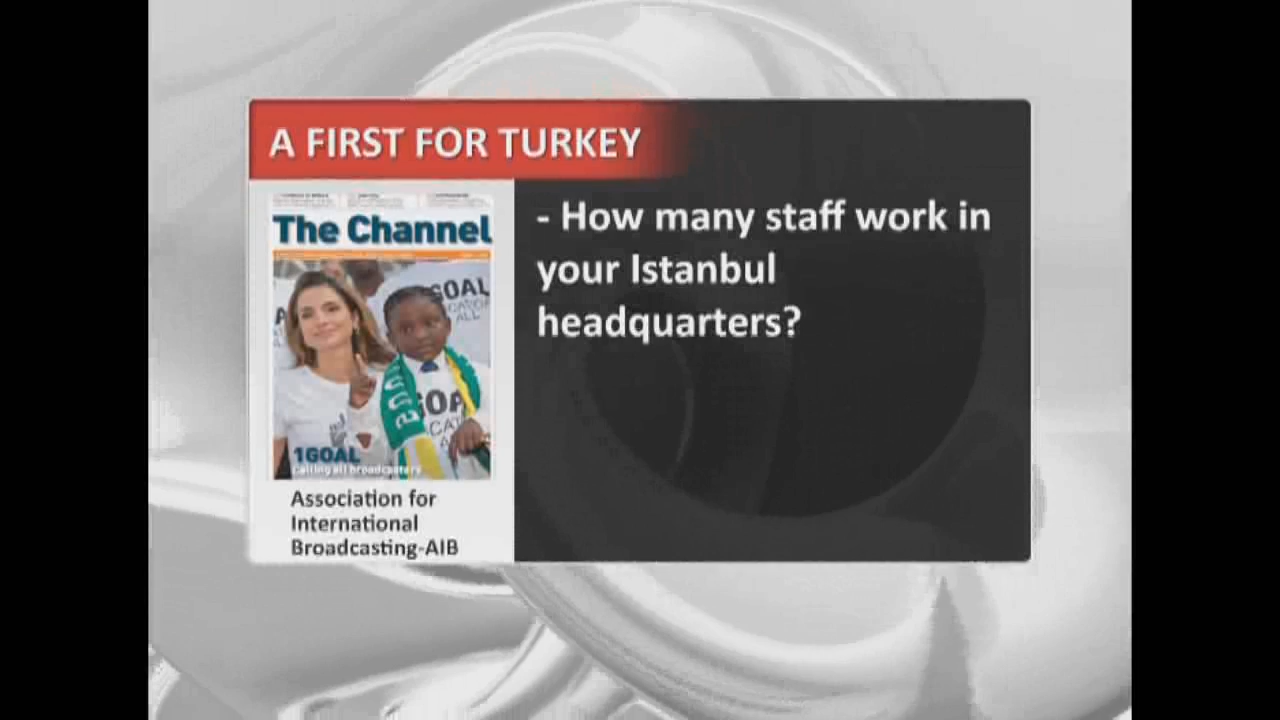 A FIRST FOR TURKEY
The Channel
GOAL
1GOAL
Calling all broadcasters
Association for
International
Broadcasting-AIB
- How many staff work in
your Istanbul
headquarters?